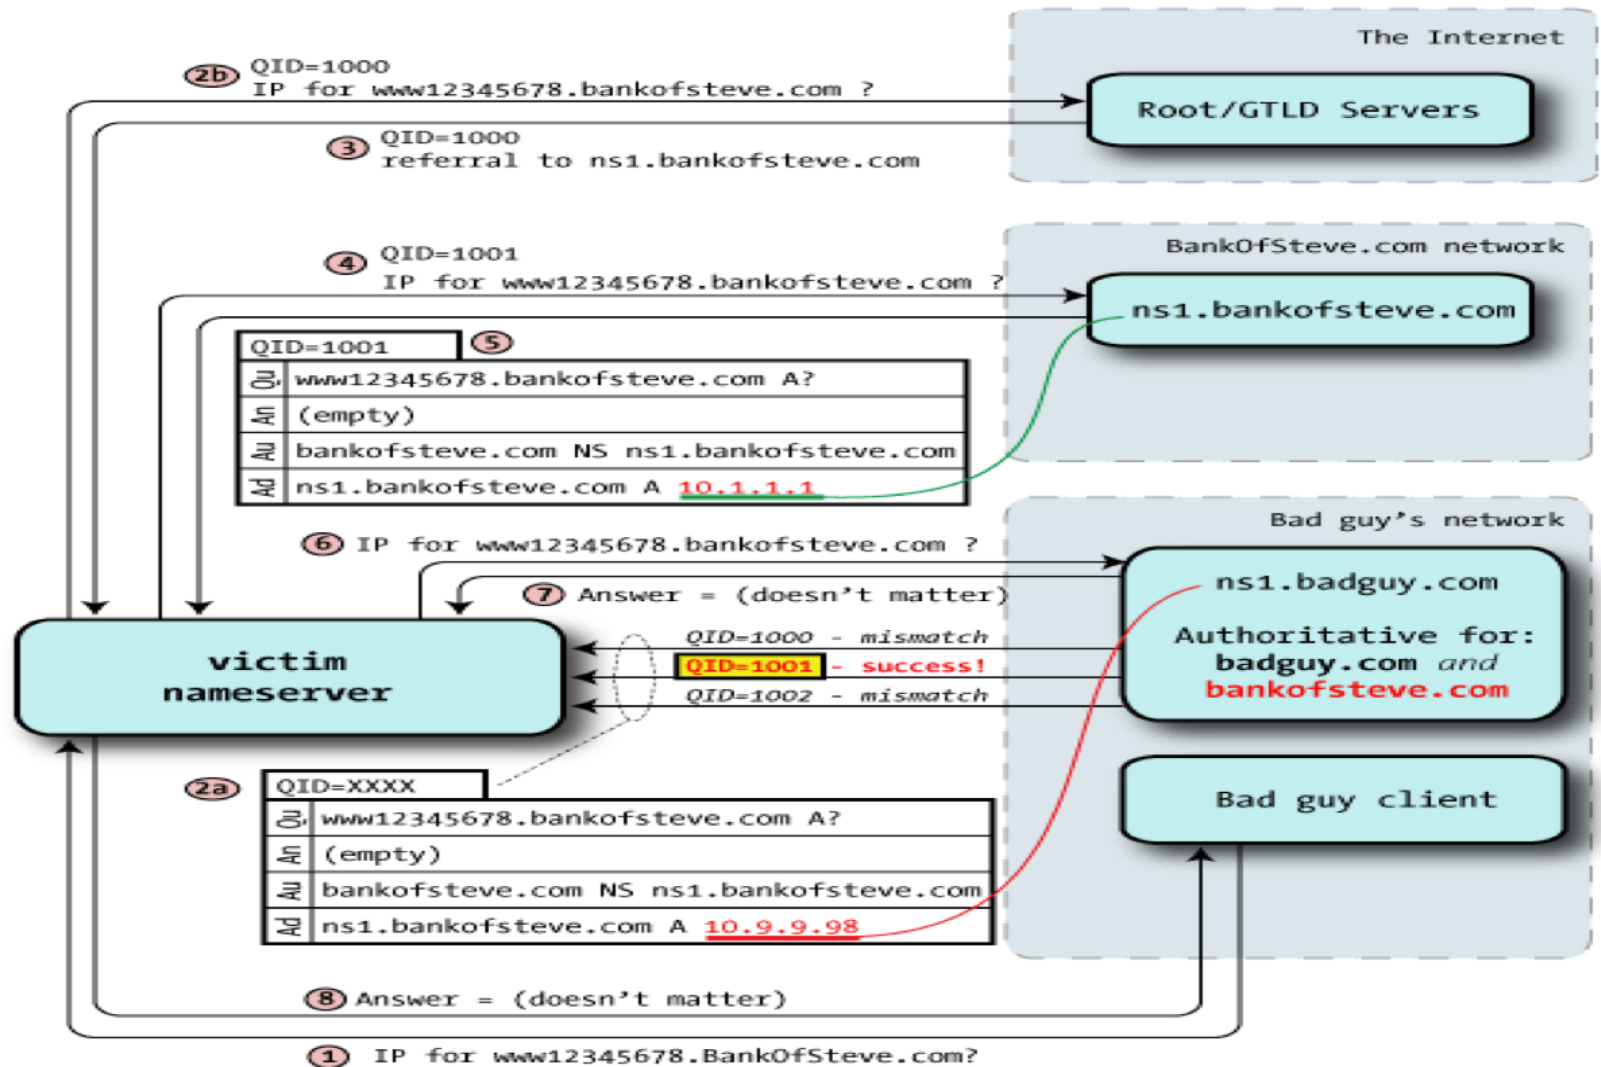 The Internet
2b QID=1000
IP for www12345678.bankofsteve.com ?
Root/GTLD Servers
3 QID=1000
referral to ns1.bankofsteve.com
BankOfSteve.com network
4 QID=1001
IP for www12345678.bankofsteve.com ?
ns1.bankofsteve.com
QID=1001 5
Qu www12345678.bankofsteve.com A?
An (empty)
Au bankofsteve.com NS ns1.bankofsteve.com
Ad ns1.bankofsteve.com A 10.1.1.1
Bad guy's network
6 IP for www12345678.bankofsteve.com ?
7 Answer = (doesn't matter)
ns1.badguy.com
Authoritative for:
badguy.com and
bankofsteve.com
QID=1000 - mismatch
QID=1001 - success!
QID=1002 - mismatch
victim
nameserver
2a QID=XXXX
Qu www12345678.bankofsteve.com A?
An (empty)
Au bankofsteve.com NS ns1.bankofsteve.com
Ad ns1.bankofsteve.com A 10.9.9.98
Bad guy client
8 Answer = (doesn't matter)
1 IP for www12345678.BankOfSteve.com?